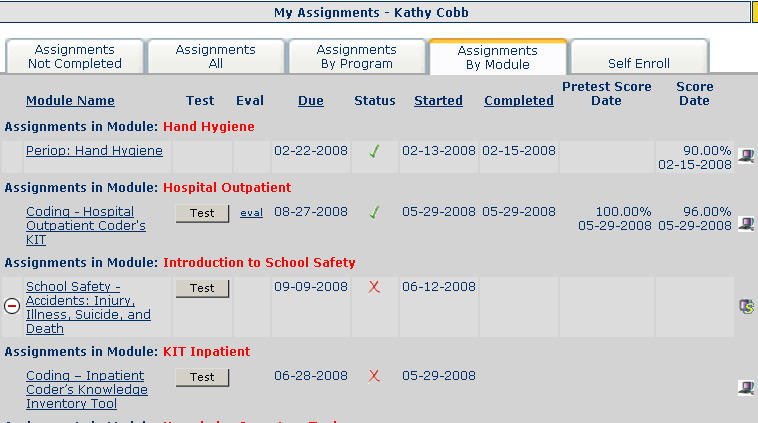 My Assignments - Kathy Cobb
Assignments Not Completed
Assignments All
Assignments By Program
Assignments By Module
Self Enroll
Module Name Test Eval Due Status Started Completed Pretest Score Date Score Date
Assignments in Module: Hand Hygiene
Periop: Hand Hygiene 02-22-2008 02-13-2008 02-15-2008 90.00%
02-15-2008
Assignments in Module: Hospital Outpatient
Coding - Hospital Test eval 08-27-2008 05-29-2008 05-29-2008 100.00% 96.00%
Outpatient Coder's 05-29-2008 05-29-2008
KIT
Assignments in Module: Introduction to School Safety
School Safety - Test 09-09-2008 06-12-2008
Accidents: Injury,
Illness, Suicide, and
Death
Assignments in Module: KIT Inpatient
Coding – Inpatient Test 06-28-2008 05-29-2008
Coder's Knowledge
Inventory Tool